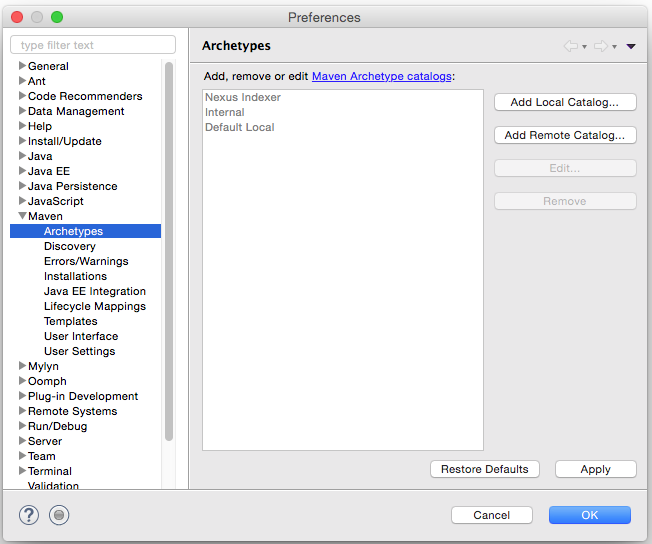 Preferences
type filter text
General
Ant
Code Recommenders
Data Management
Help
Install/Update
Java
Java EE
Java Persistence
JavaScript
Maven
Archetypes
Discovery
Errors/Warnings
Installations
Java EE Integration
Lifecycle Mappings
Templates
User Interface
User Settings
Mylyn
Oomph
Plug-in Development
Remote Systems
Run/Debug
Server
Team
Terminal
Validation
Archetypes
Add, remove or edit Maven Archetype catalogs:
Nexus Indexer
Internal
Default Local
Add Local Catalog...
Add Remote Catalog...
Edit...
Remove
Restore Defaults
Apply
?
Cancel
OK